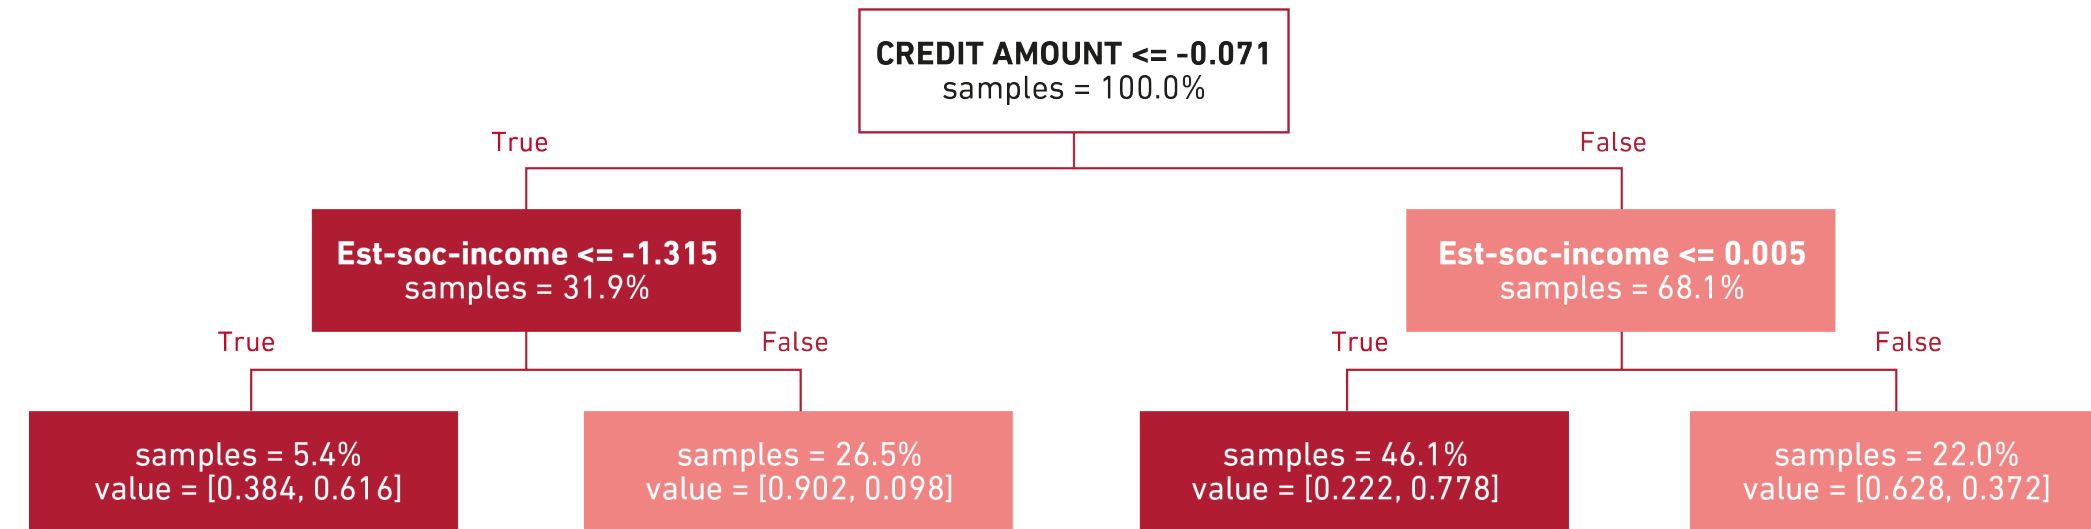 CREDIT AMOUNT <= -0.071
samples = 100.0%
True
False
Est-soc-income <= -1.315
samples = 31.9%
Est-soc-income <= 0.005
samples = 68.1%
True
False
True
False
samples = 5.4%
value = [0.384, 0.616]
samples = 26.5%
value = [0.902, 0.098]
samples = 46.1%
value = [0.222, 0.778]
samples = 22.0%
value = [0.628, 0.372]